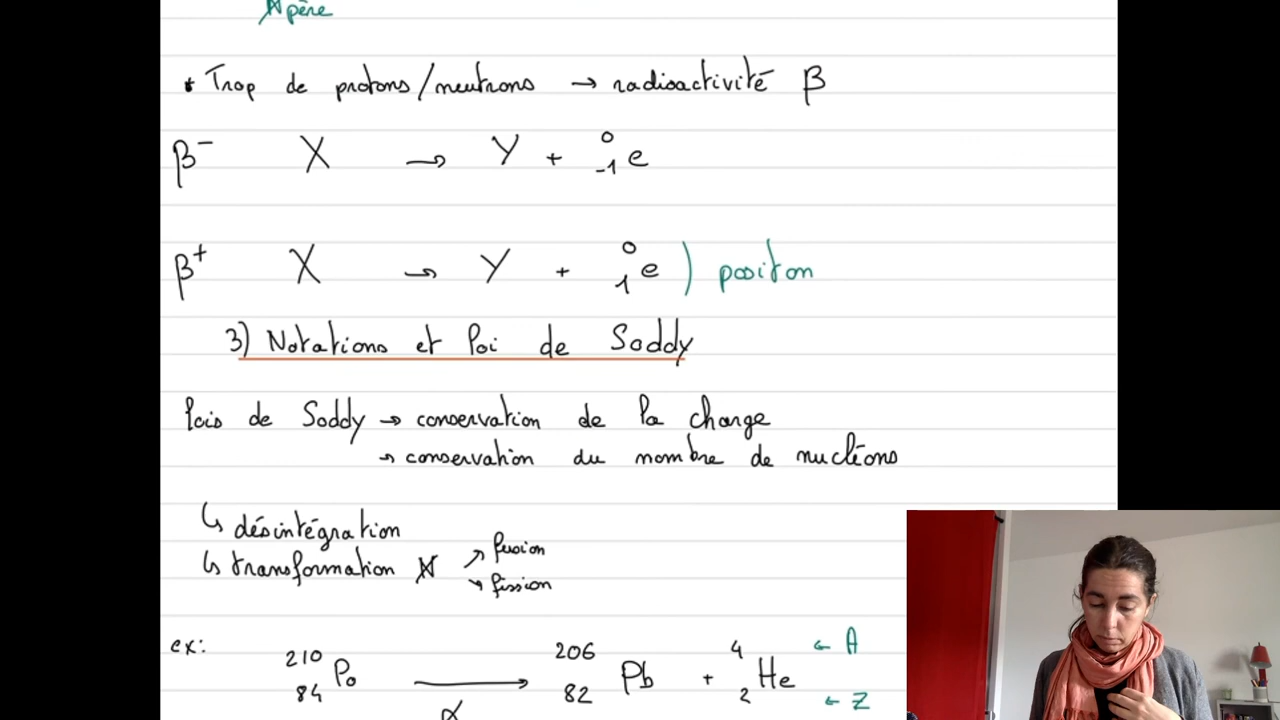 père
• Trop de protons/neutrons → radioactivité β
β⁻ X → Y + ⁰₋₁e
β⁺ X → Y + ⁰₁e ) positon
3) Notations et loi de Soddy
lois de Soddy → conservation de la charge
→ conservation du nombre de nucléons
↳ désintégration
↳ transformation ↗ fusion
↘ fission
ex: ²¹⁰₈₄Po → ²⁰⁶₈₂Pb + ⁴₂He ← A
α ← Z